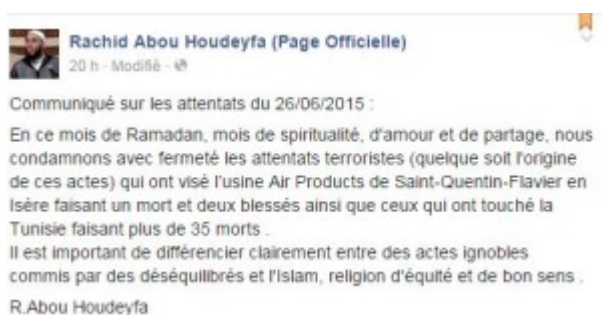 Rachid Abou Houdeyfa (Page Officielle)
20 h · Modifié ·
Communiqué sur les attentats du 26/06/2015 :
En ce mois de Ramadan, mois de spiritualité, d'amour et de partage, nous
condamnons avec fermeté les attentats terroristes (quelque soit l'origine
de ces actes) qui ont visé l'usine Air Products de Saint-Quentin-Flavier en
Isère faisant un mort et deux blessés ainsi que ceux qui ont touché la
Tunisie faisant plus de 35 morts .
Il est important de différencier clairement entre des actes ignobles
commis par des déséquilibrés et l'Islam, religion d'équité et de bon sens .
R.Abou Houdeyfa